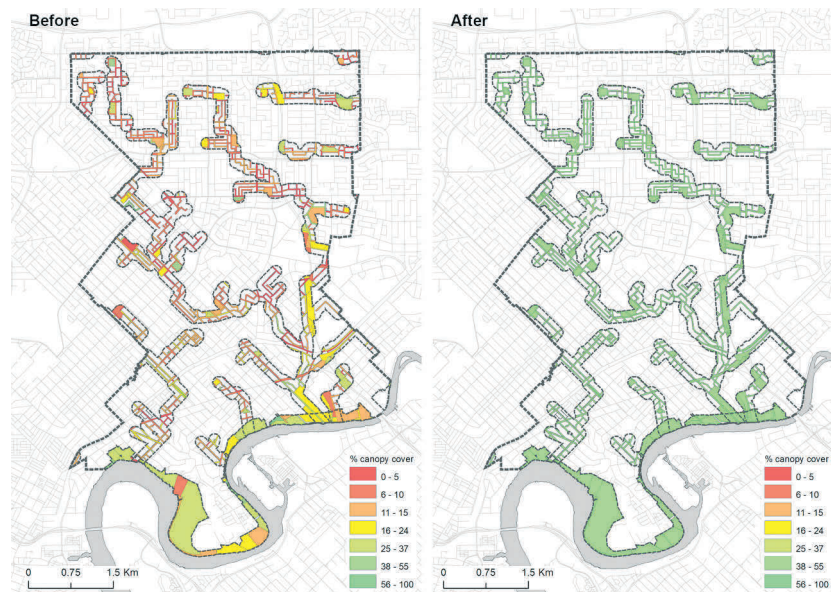 Before
% canopy cover
0 - 5
6 - 10
11 - 15
16 - 24
25 - 37
38 - 55
56 - 100
0 0.75 1.5 Km
After
% canopy cover
0 - 5
6 - 10
11 - 15
16 - 24
25 - 37
38 - 55
56 - 100
0 0.75 1.5 Km